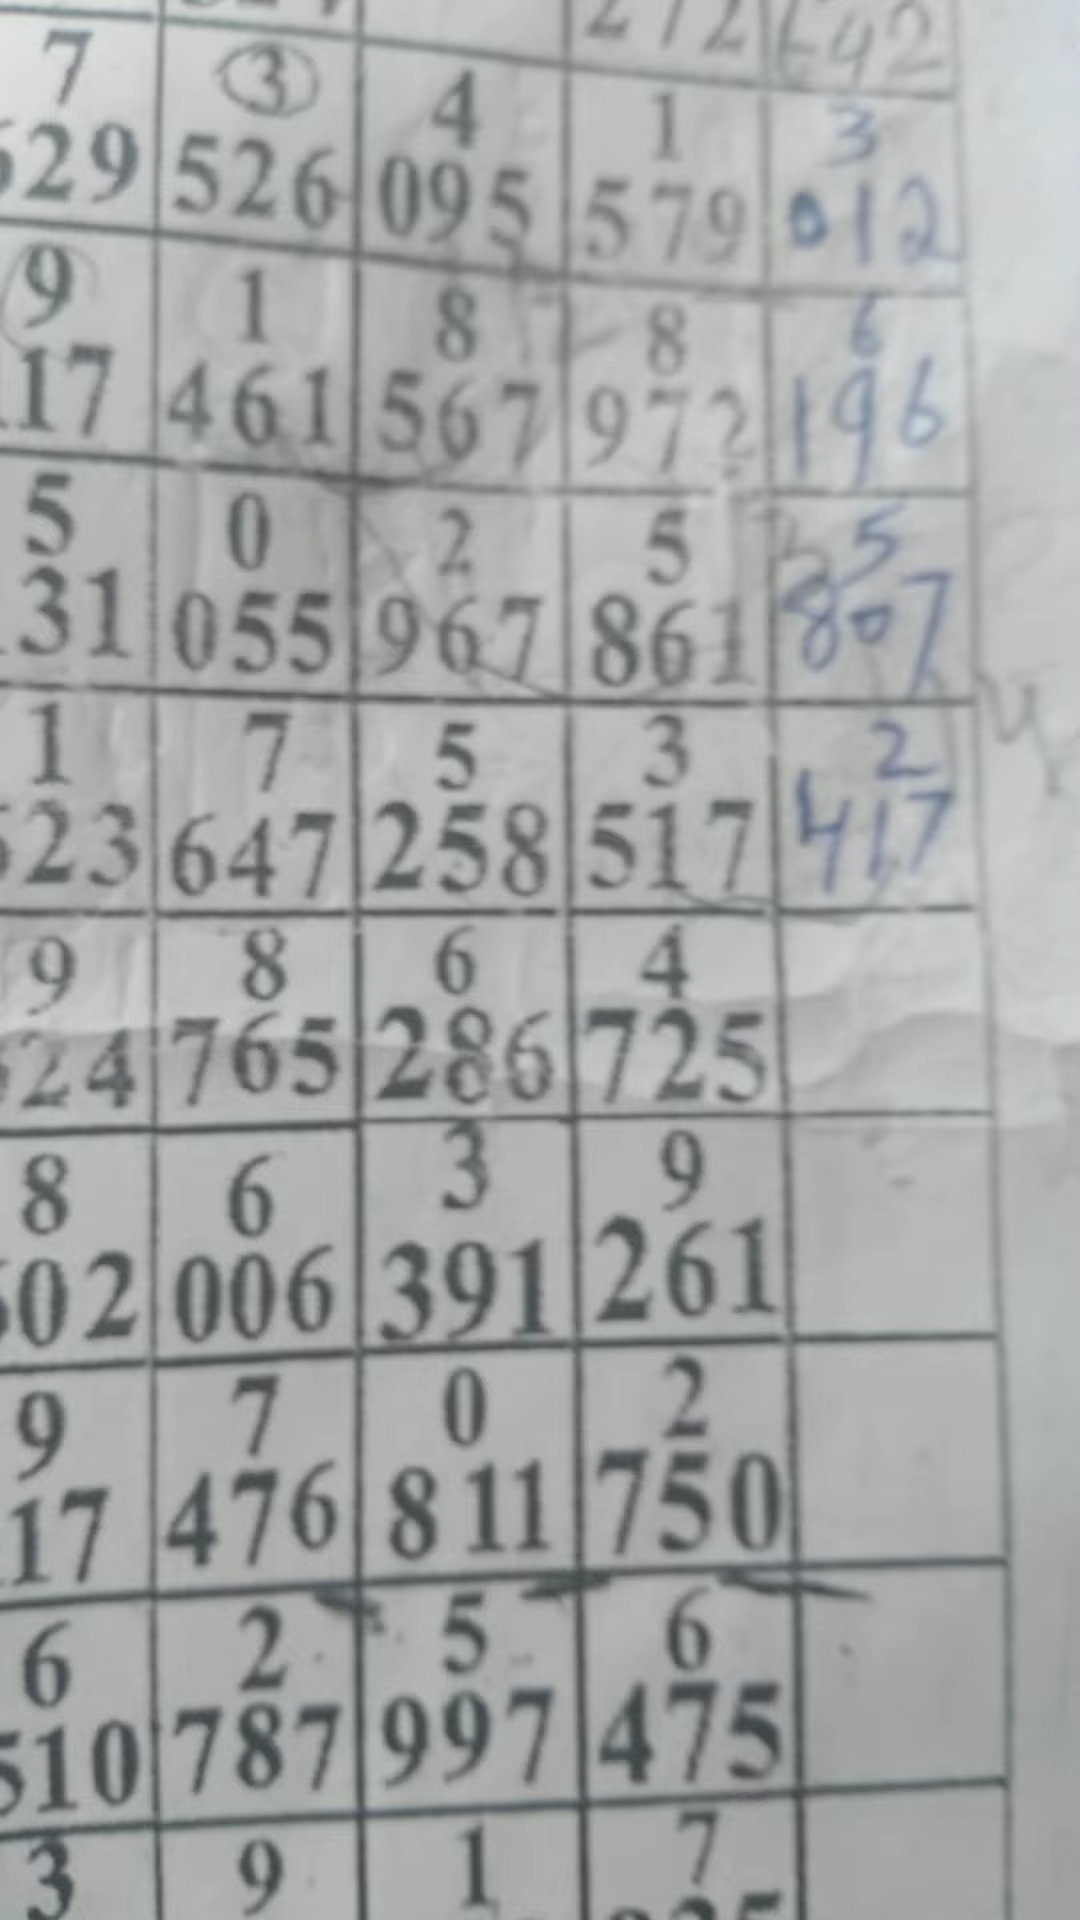 272 642
7 3 4 1 3
629 526 095 579 012
9 1 8 8 6
17 461 567 972 196
5 0 2 5 5
31 055 967 861 807
1 7 5 3 2
23 647 258 517 417
9 8 6 4
24 765 286 725
8 6 3 9
02 006 391 261
9 7 0 2
17 476 811 750
6 2 5 6
510 787 997 475
3 9 1 7